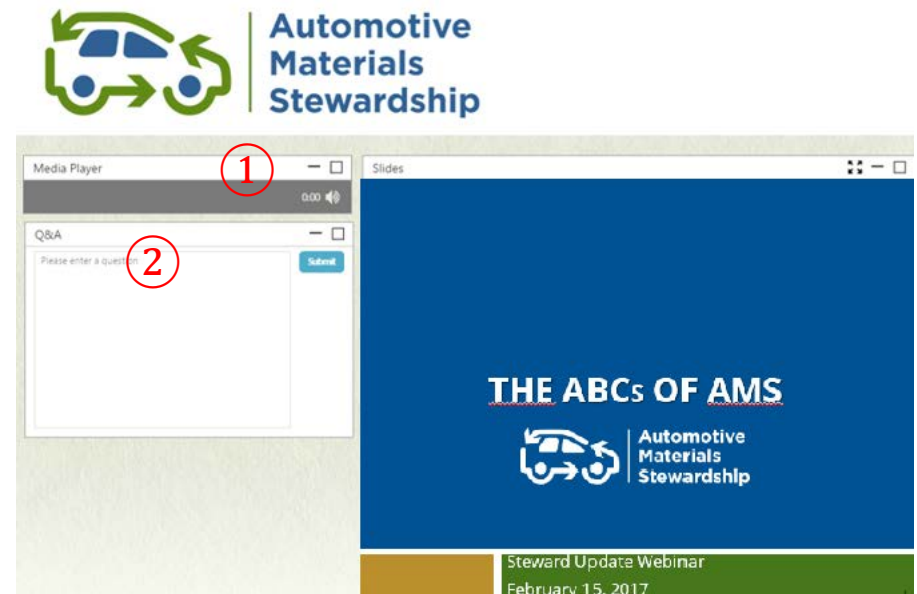 Automotive
Materials
Stewardship
Media Player
①
0:00
Q&A
Please enter a question
②
Submit
Slides
THE ABCs OF AMS
Automotive
Materials
Stewardship
Steward Update Webinar
February 15, 2017